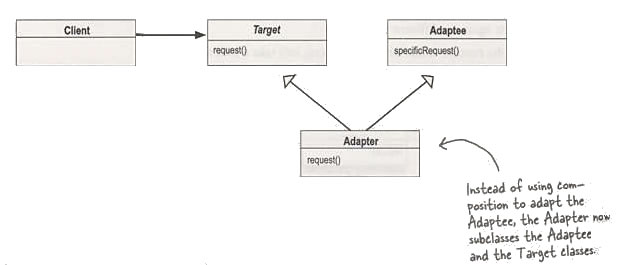 Client
Target
request()
Adaptee
specificRequest()
Adapter
request()
Instead of using com-
position to adapt the
Adaptee, the Adapter now
subclasses the Adaptee
and the Target classes.